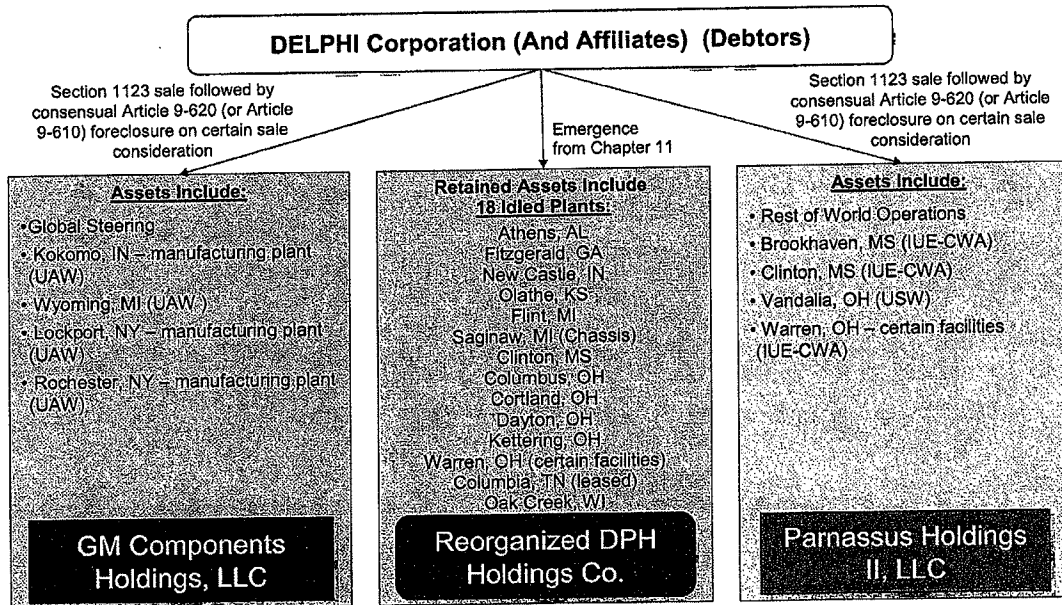 DELPHI Corporation (And Affiliates) (Debtors)
Section 1123 sale followed by
consensual Article 9-620 (or Article
9-610) foreclosure on certain sale
consideration
Emergence
from Chapter 11
Section 1123 sale followed by
consensual Article 9-620 (or Article
9-610) foreclosure on certain sale
consideration
Assets Include:
•Global Steering
• Kokomo, IN – manufacturing plant
(UAW)
• Wyoming, MI (UAW )
• Lockport, NY – manufacturing plant
(UAW)
• Rochester, NY – manufacturing plant
(UAW)
GM Components
Holdings, LLC
Retained Assets Include
18 Idled Plants:
Athens, AL
Fitzgerald, GA
New Castle, IN
Olathe, KS
Flint, MI
Saginaw, MI (Chassis)
Clinton, MS
Columbus, OH
Cortland, OH
Dayton, OH
Kettering, OH
Warren, OH (certain facilities)
Columbia, TN (leased)
Oak Creek, WI
Reorganized DPH
Holdings Co.
Assets Include:
• Rest of World Operations
• Brookhaven, MS (IUE-CWA)
• Clinton, MS (IUE-CWA)
• Vandalia, OH (USW)
• Warren, OH – certain facilities
(IUE-CWA)
Parnassus Holdings
II, LLC